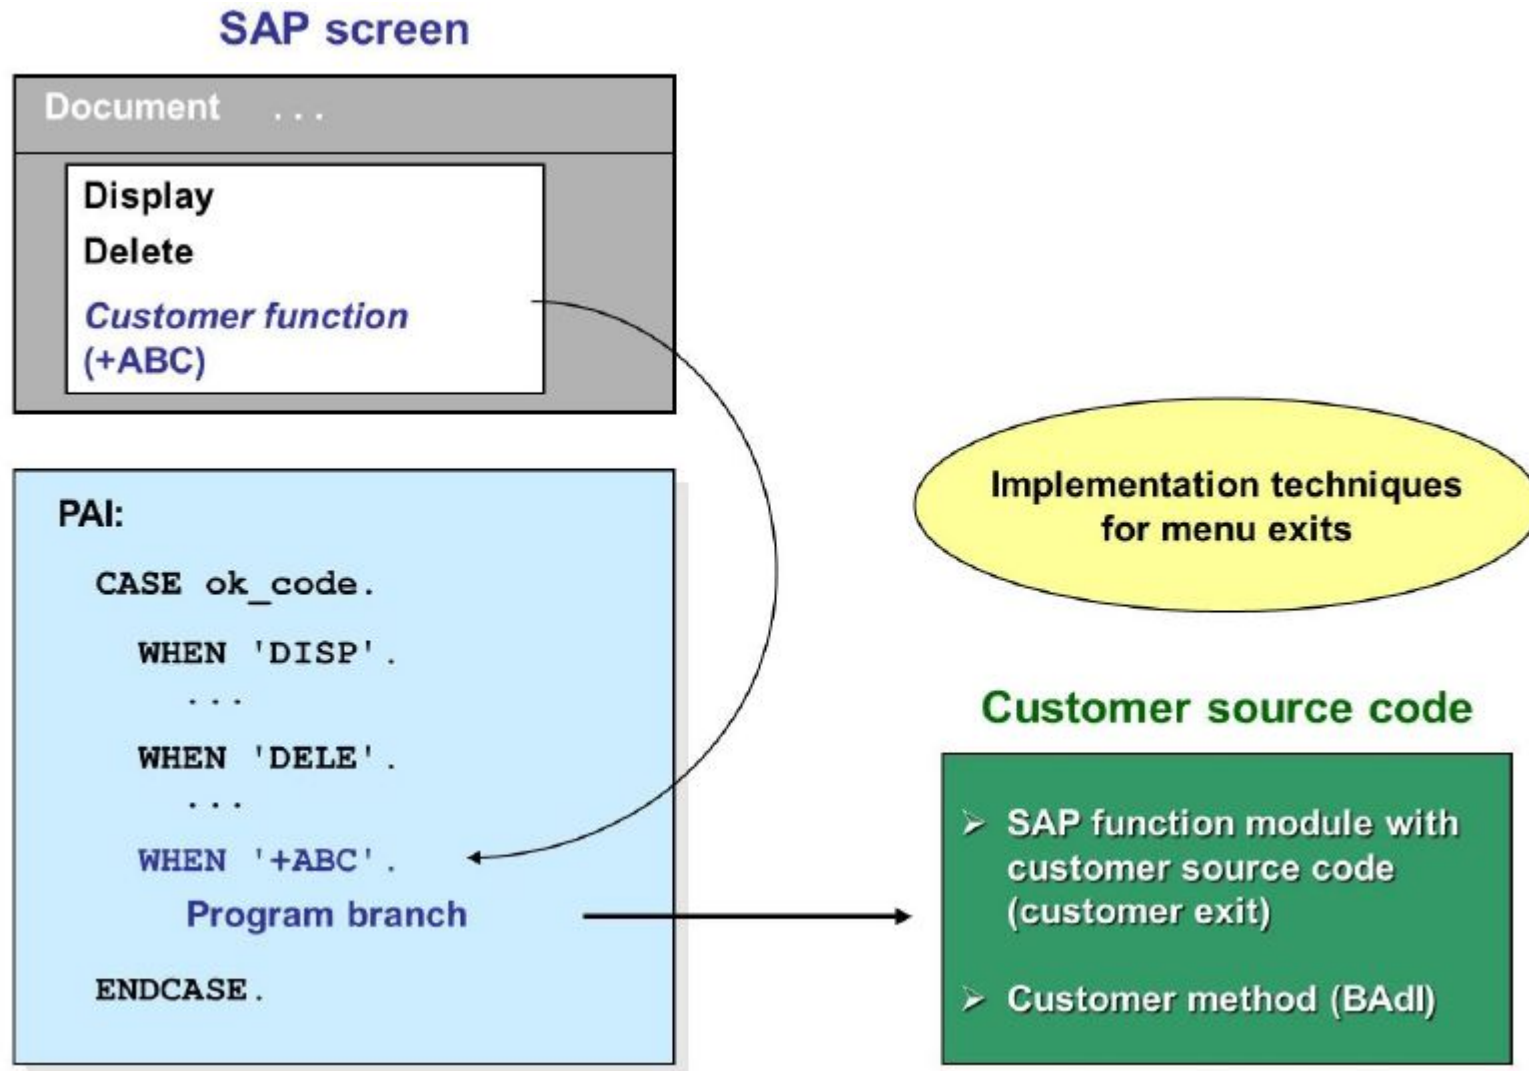 SAP screen
Document ...
Display
Delete
Customer function
(+ABC)
PAI:
CASE ok_code.
WHEN 'DISP'.
...
WHEN 'DELE'.
...
WHEN '+ABC'.
Program branch
ENDCASE.
Implementation techniques
for menu exits
Customer source code
➢ SAP function module with
customer source code
(customer exit)
➢ Customer method (BAdI)